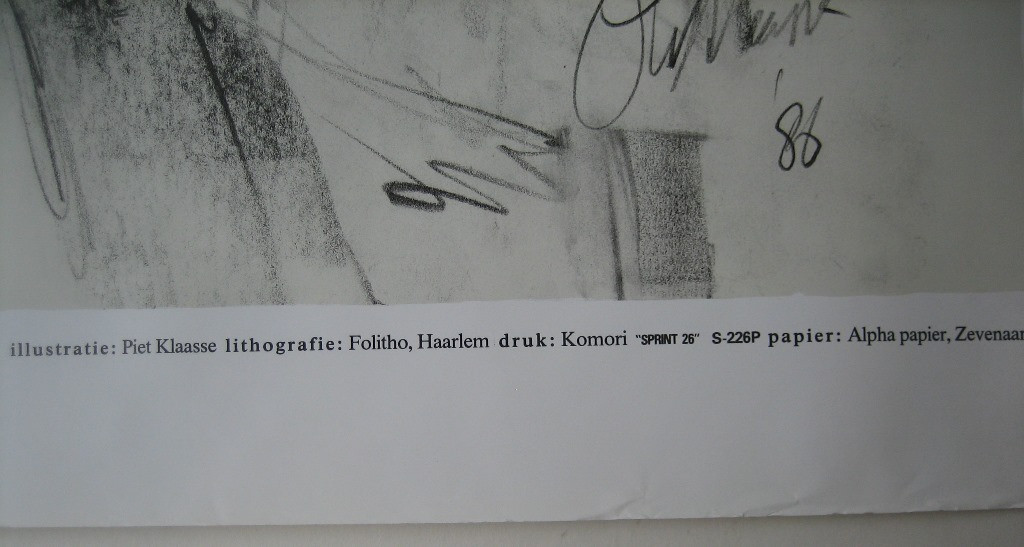 '86
illustratie: Piet Klaasse lithografie: Folitho, Haarlem druk: Komori "SPRINT 26" S-226P papier: Alpha papier, Zevenaar